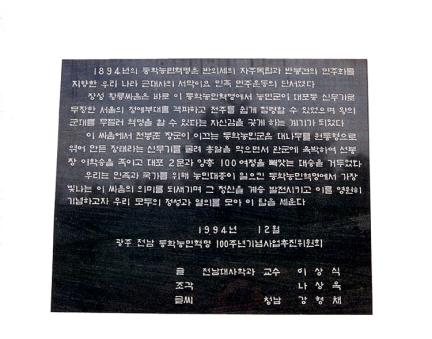 1894년의 동학농민혁명은 반외세의 자주독립과 반봉건의 민주화를
지향한 우리 나라 근대사의 서막이요 민족 민주운동의 단서였다
장성 황룡싸움은 바로 이 동학농민혁명에서 농민군이 대포등 신무기로
무장한 서울의 정예부대를 격파하고 전주를 쉽게 점령할 수 있었으며 왕의
군대를 무찔러 혁명을 할 수 있다는 자신감을 갖게 하는 계기가 되었다
이 싸움에서 전봉준 장군이 이끄는 동학농민군은 대나무를 원통형으로
엮어 만든 장태라는 신무기를 굴려 총알을 막으면서 관군에 육박하여 선봉
장 이학승을 죽이고 대포 2문과 양총 100여정을 빼앗는 대승을 거두었다
우리는 민족과 국가를 위해 농민대중이 일으킨 동학농민혁명에서 가장
빛나는 이 싸움의 의미를 되새기며 그 정신을 계승 발전시키고 이를 영원히
기념하고자 우리 모두의 정성과 열의를 모아 이 탑을 세운다
1994년 12월
광주 전남 동학농민혁명 100주년기념사업추진위원회
글 전남대사학과 교수 이 상 식
조각 나 상 옥
글씨 청남 강 형 채